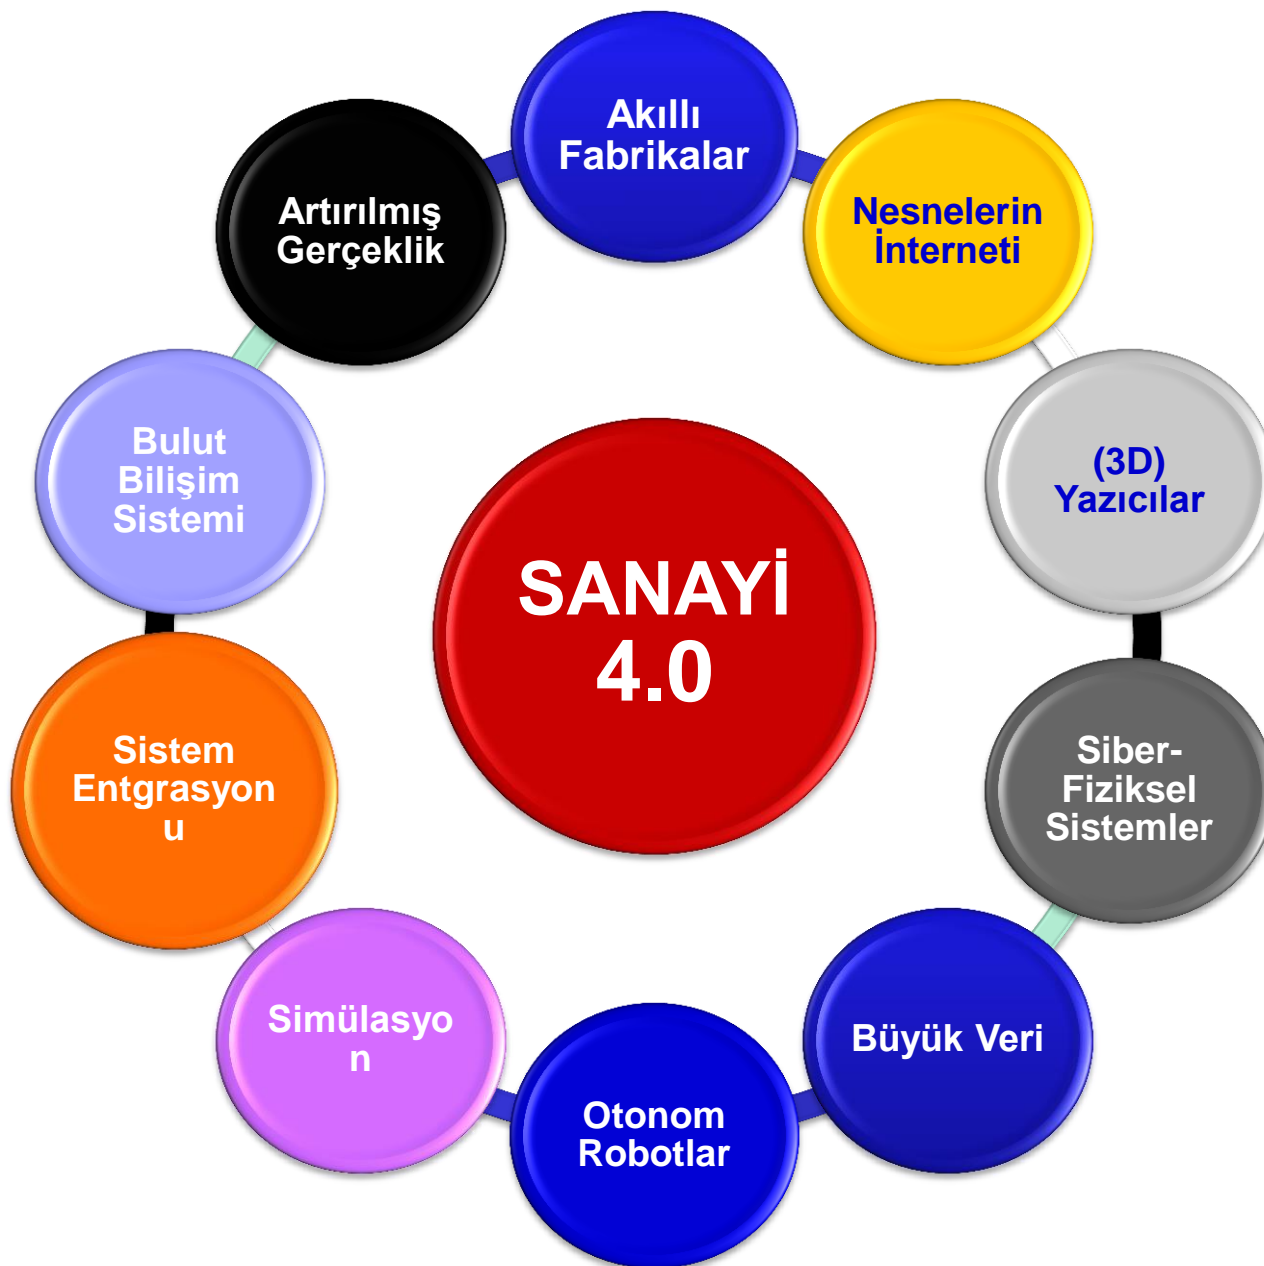 Akıllı
Fabrikalar
Nesnelerin
İnterneti
(3D)
Yazıcılar
Siber-
Fiziksel
Sistemler
Büyük Veri
Otonom
Robotlar
Simülasyo
n
Sistem
Entgrasyon
u
Bulut
Bilişim
Sistemi
Artırılmış
Gerçeklik
SANAYİ
4.0